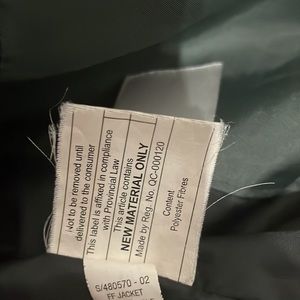 Not to be removed until
delivered to the consumer
This label is affixed in compliance
with Provincial Law
This article contains
NEW MATERIAL ONLY
Made by Reg. No. QC-000120
Content
Polyester Fibres
S/480570 - 02
FF JACKET